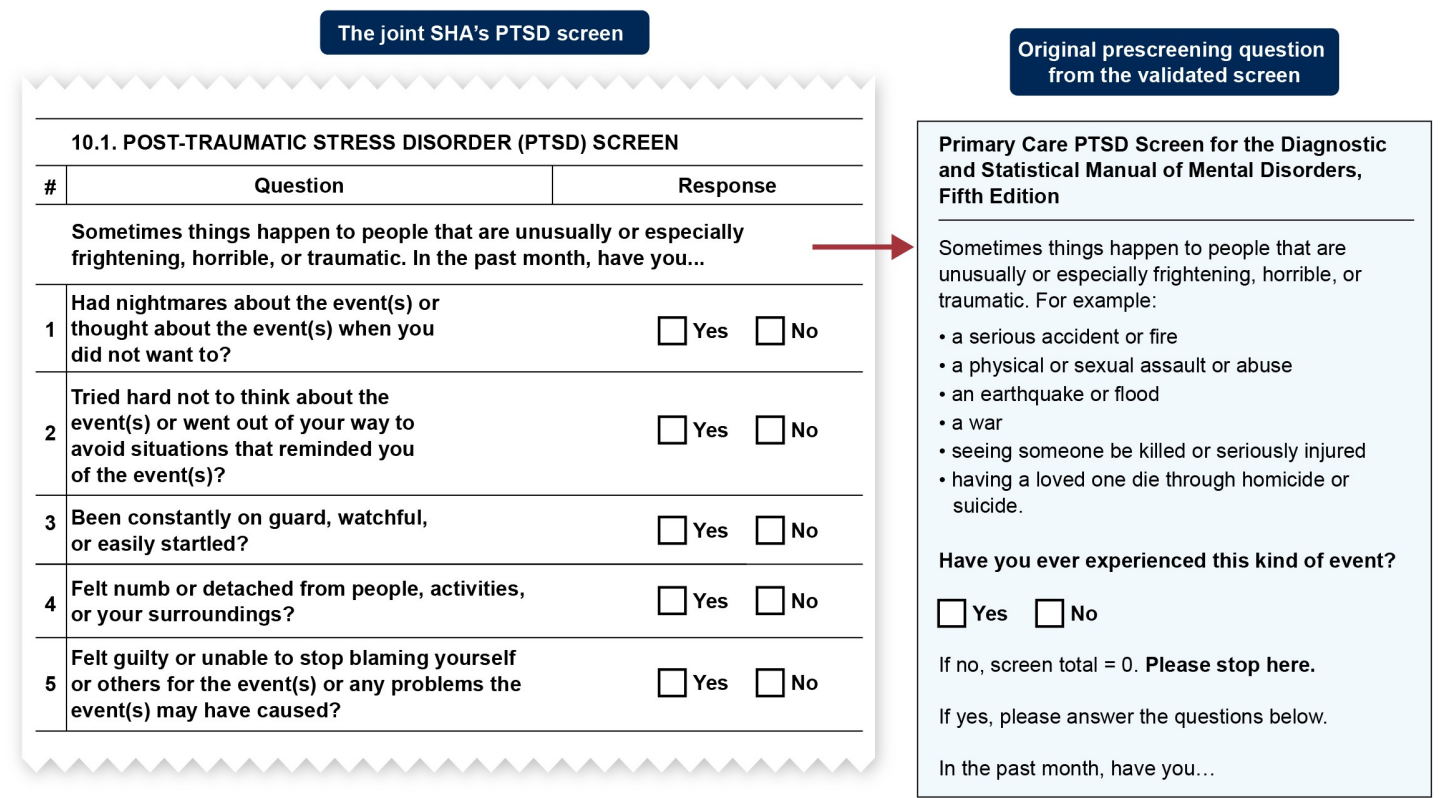 The joint SHA’s PTSD screen
10.1. POST-TRAUMATIC STRESS DISORDER (PTSD) SCREEN
# Question Response
Sometimes things happen to people that are unusually or especially
frightening, horrible, or traumatic. In the past month, have you...
1 Had nightmares about the event(s) or
thought about the event(s) when you
did not want to?
Yes No
2 Tried hard not to think about the
event(s) or went out of your way to
avoid situations that reminded you
of the event(s)?
Yes No
3 Been constantly on guard, watchful,
or easily startled?
Yes No
4 Felt numb or detached from people, activities,
or your surroundings?
Yes No
5 Felt guilty or unable to stop blaming yourself
or others for the event(s) or any problems the
event(s) may have caused?
Yes No
Original prescreening question
from the validated screen
Primary Care PTSD Screen for the Diagnostic
and Statistical Manual of Mental Disorders,
Fifth Edition
Sometimes things happen to people that are
unusually or especially frightening, horrible, or
traumatic. For example:
• a serious accident or fire
• a physical or sexual assault or abuse
• an earthquake or flood
• a war
• seeing someone be killed or seriously injured
• having a loved one die through homicide or
suicide.
Have you ever experienced this kind of event?
Yes No
If no, screen total = 0. Please stop here.
If yes, please answer the questions below.
In the past month, have you…